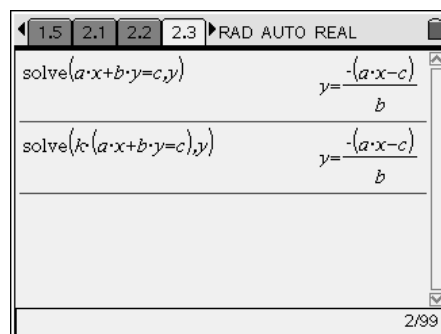 1.5 2.1 2.2 2.3 RAD AUTO REAL
solve(a·x+b·y=c,y) y=-(a·x-c)/b
solve(k·(a·x+b·y=c),y) y=-(a·x-c)/b
2/99